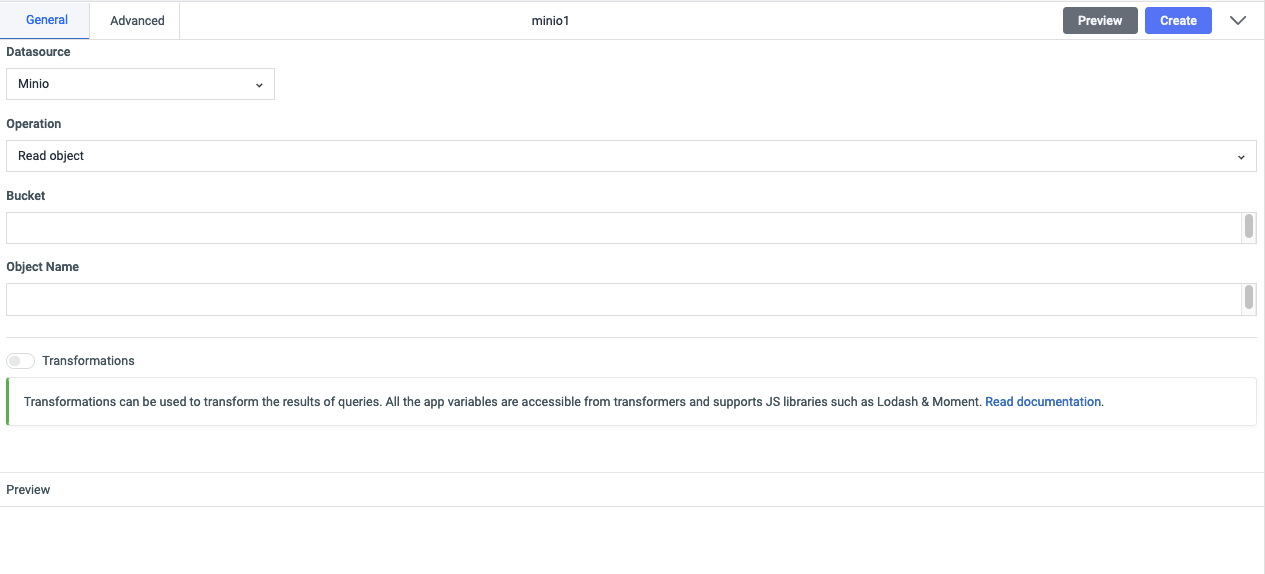 General Advanced minio1 Preview Create
Datasource
Minio
Operation
Read object
Bucket
Object Name
Transformations
Transformations can be used to transform the results of queries. All the app variables are accessible from transformers and supports JS libraries such as Lodash & Moment. Read documentation.
Preview